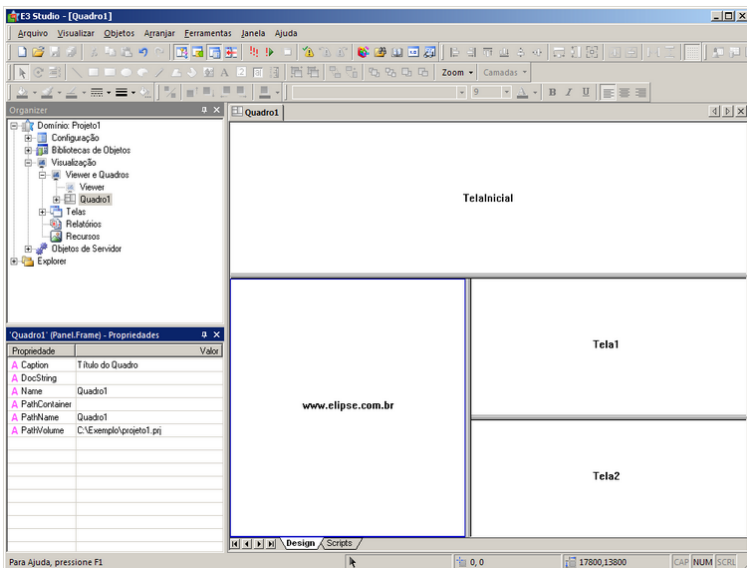 E3 Studio - [Quadro1]
Arquivo Visualizar Objetos Arranjar Ferramentas Janela Ajuda
Zoom Camadas
9 B I U
Organizer
Domínio: Projeto1
Configuração
Bibliotecas de Objetos
Visualização
Viewer e Quadros
Viewer
Quadro1
Telas
Relatórios
Recursos
Objetos de Servidor
Explorer
'Quadro1' (Panel.Frame) - Propriedades
Propriedade Valor
A Caption Título do Quadro
A DocString
A Name Quadro1
A PathContainer
A PathName Quadro1
A PathVolume C:\Exemplo\projeto1.prj
Quadro1
TelaInicial
www.elipse.com.br
Tela1
Tela2
Design Scripts
Para Ajuda, pressione F1
0, 0
17800,13800
CAP NUM SCRL